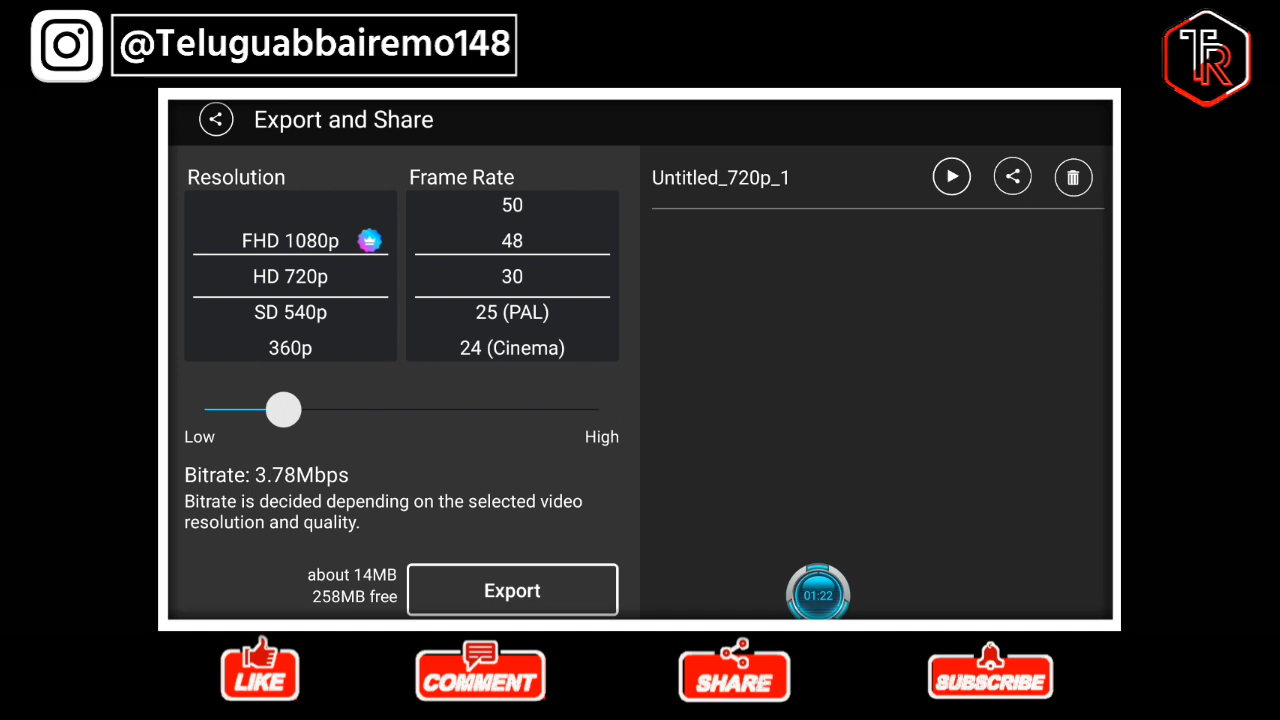 @Teluguabbairemo148
TR
Export and Share
Resolution
FHD 1080p
HD 720p
SD 540p
360p
Frame Rate
50
48
30
25 (PAL)
24 (Cinema)
Low
High
Bitrate: 3.78Mbps
Bitrate is decided depending on the selected video
resolution and quality.
about 14MB
258MB free
Export
Untitled_720p_1
01:22
LIKE
COMMENT
SHARE
SUBSCRIBE